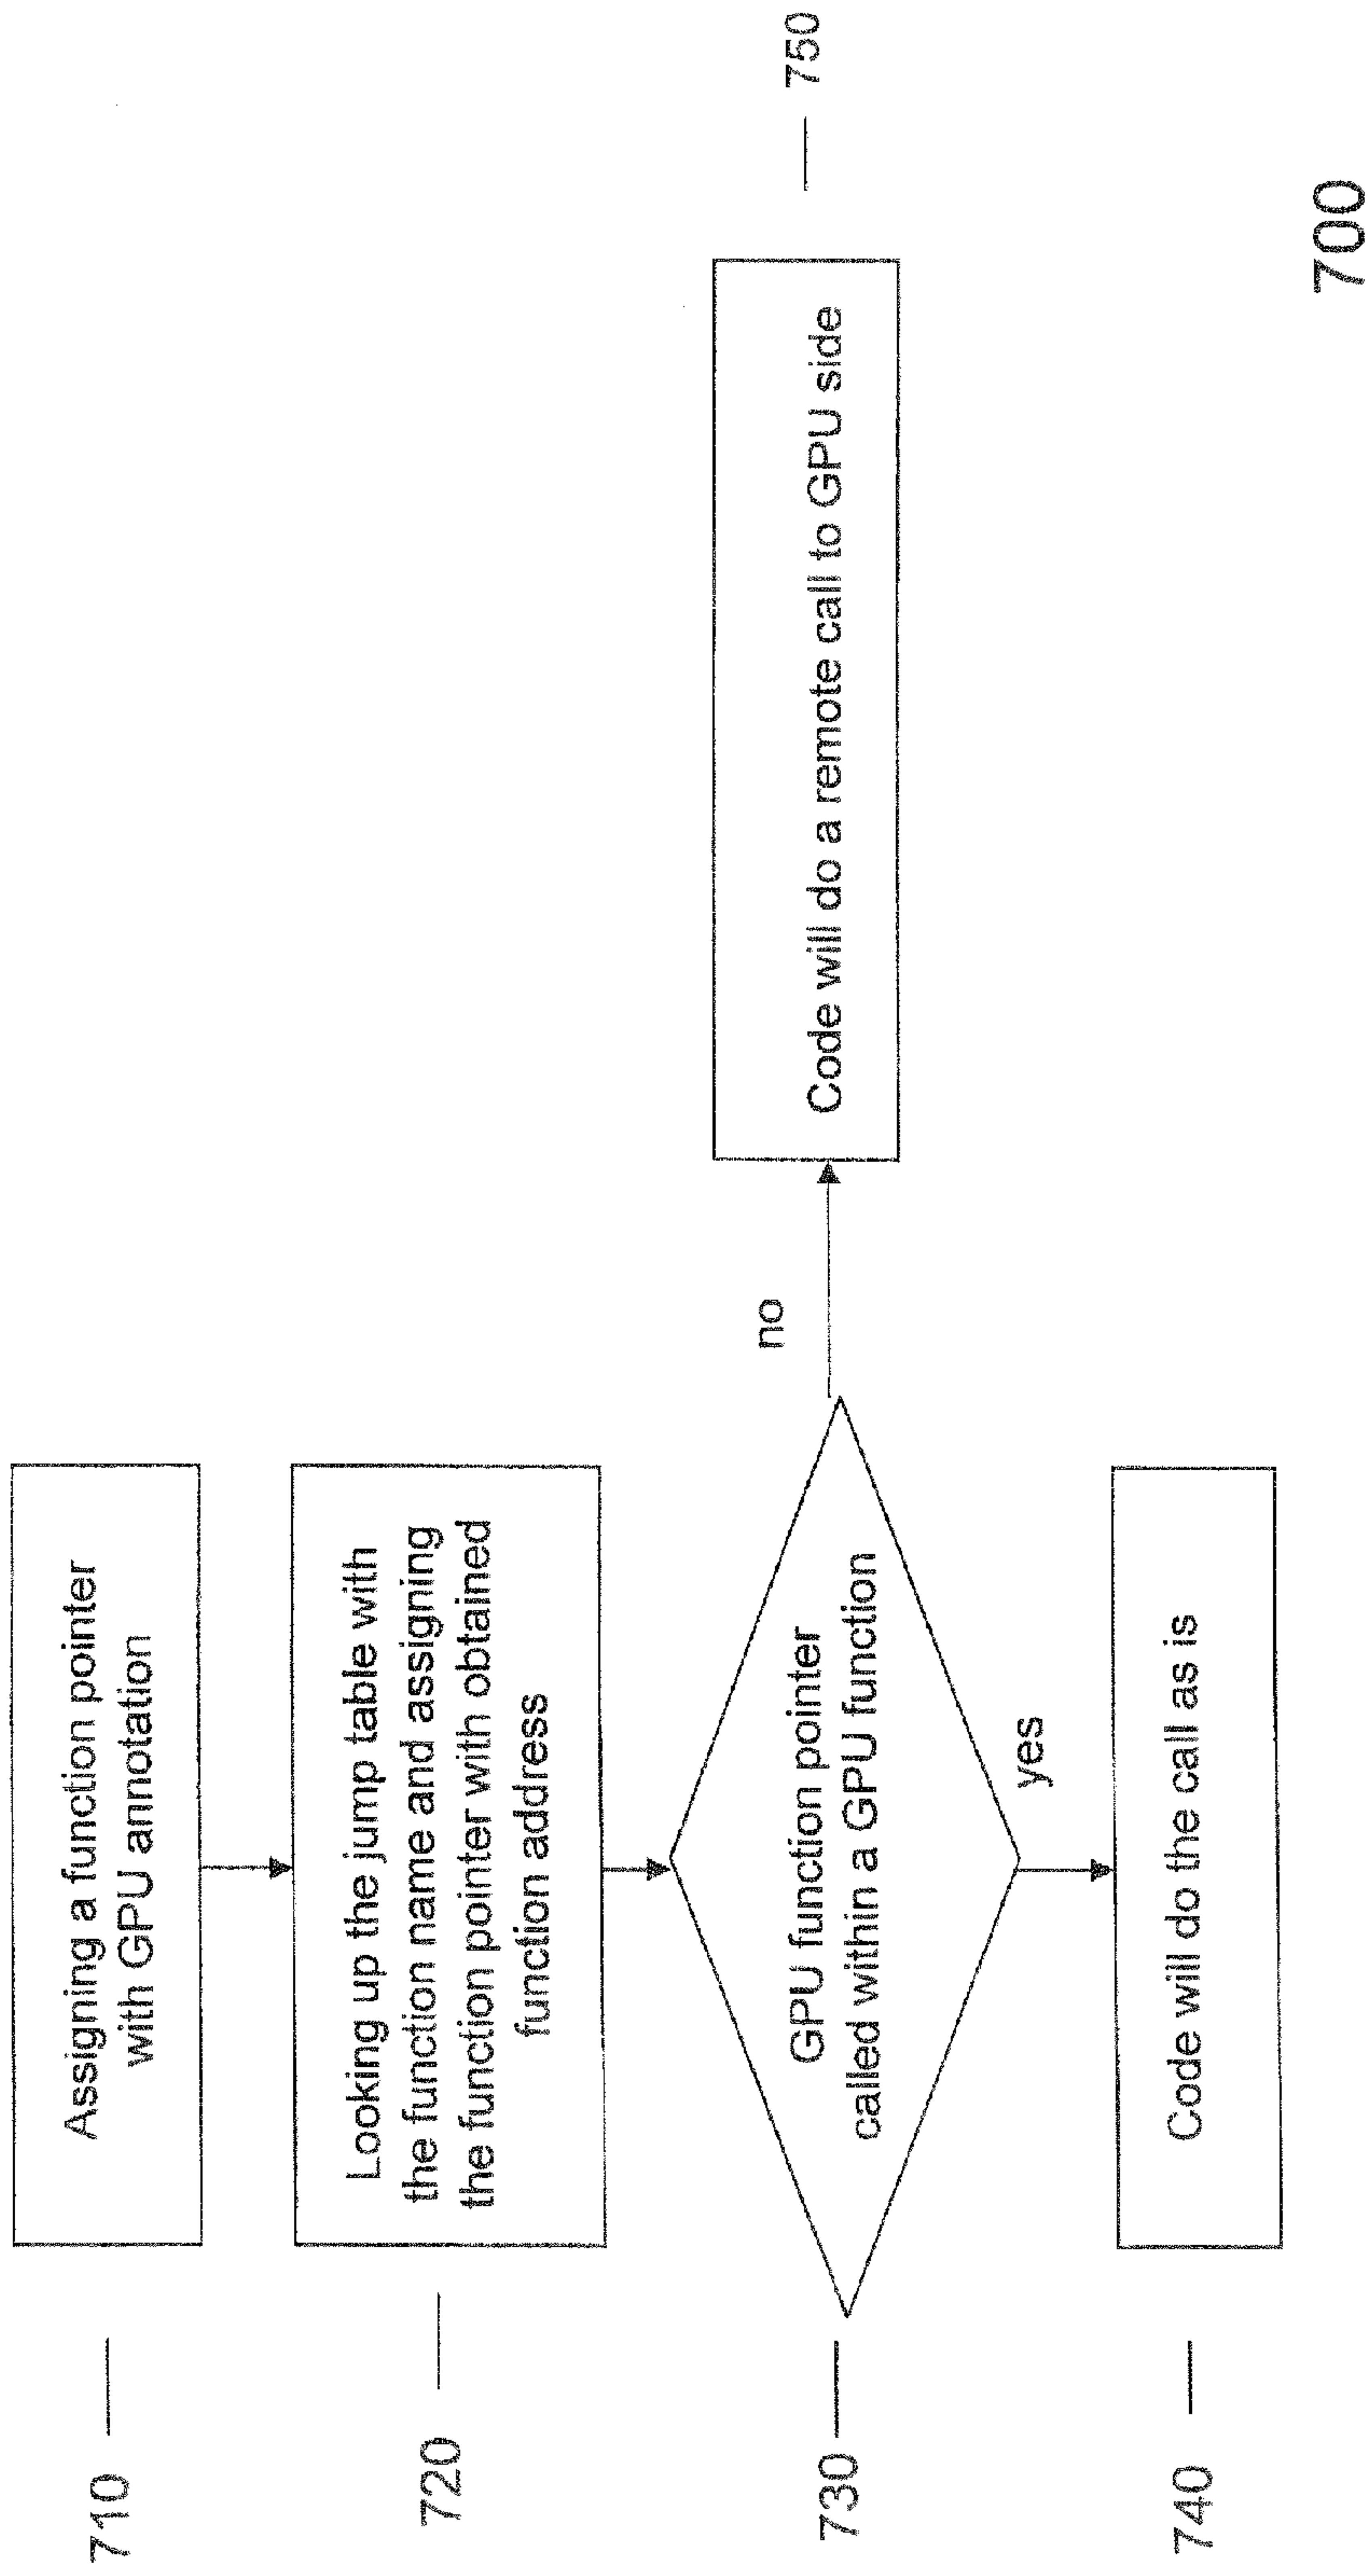 710
Assigning a function pointer
with GPU annotation
720
Looking up the jump table with
the function name and assigning
the function pointer with obtained
function address
730
GPU function pointer
called within a GPU function
no
Code will do a remote call to GPU side
750
yes
740
Code will do the call as is
700